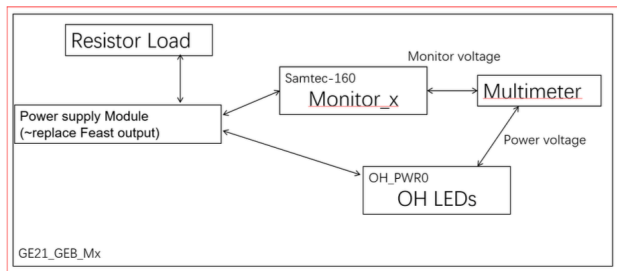 Resistor Load
Monitor voltage
Samtec-160
Monitor_x
Multimeter
Power supply Module
(~replace Feast output)
Power voltage
OH_PWR0
OH LEDs
GE21_GEB_Mx